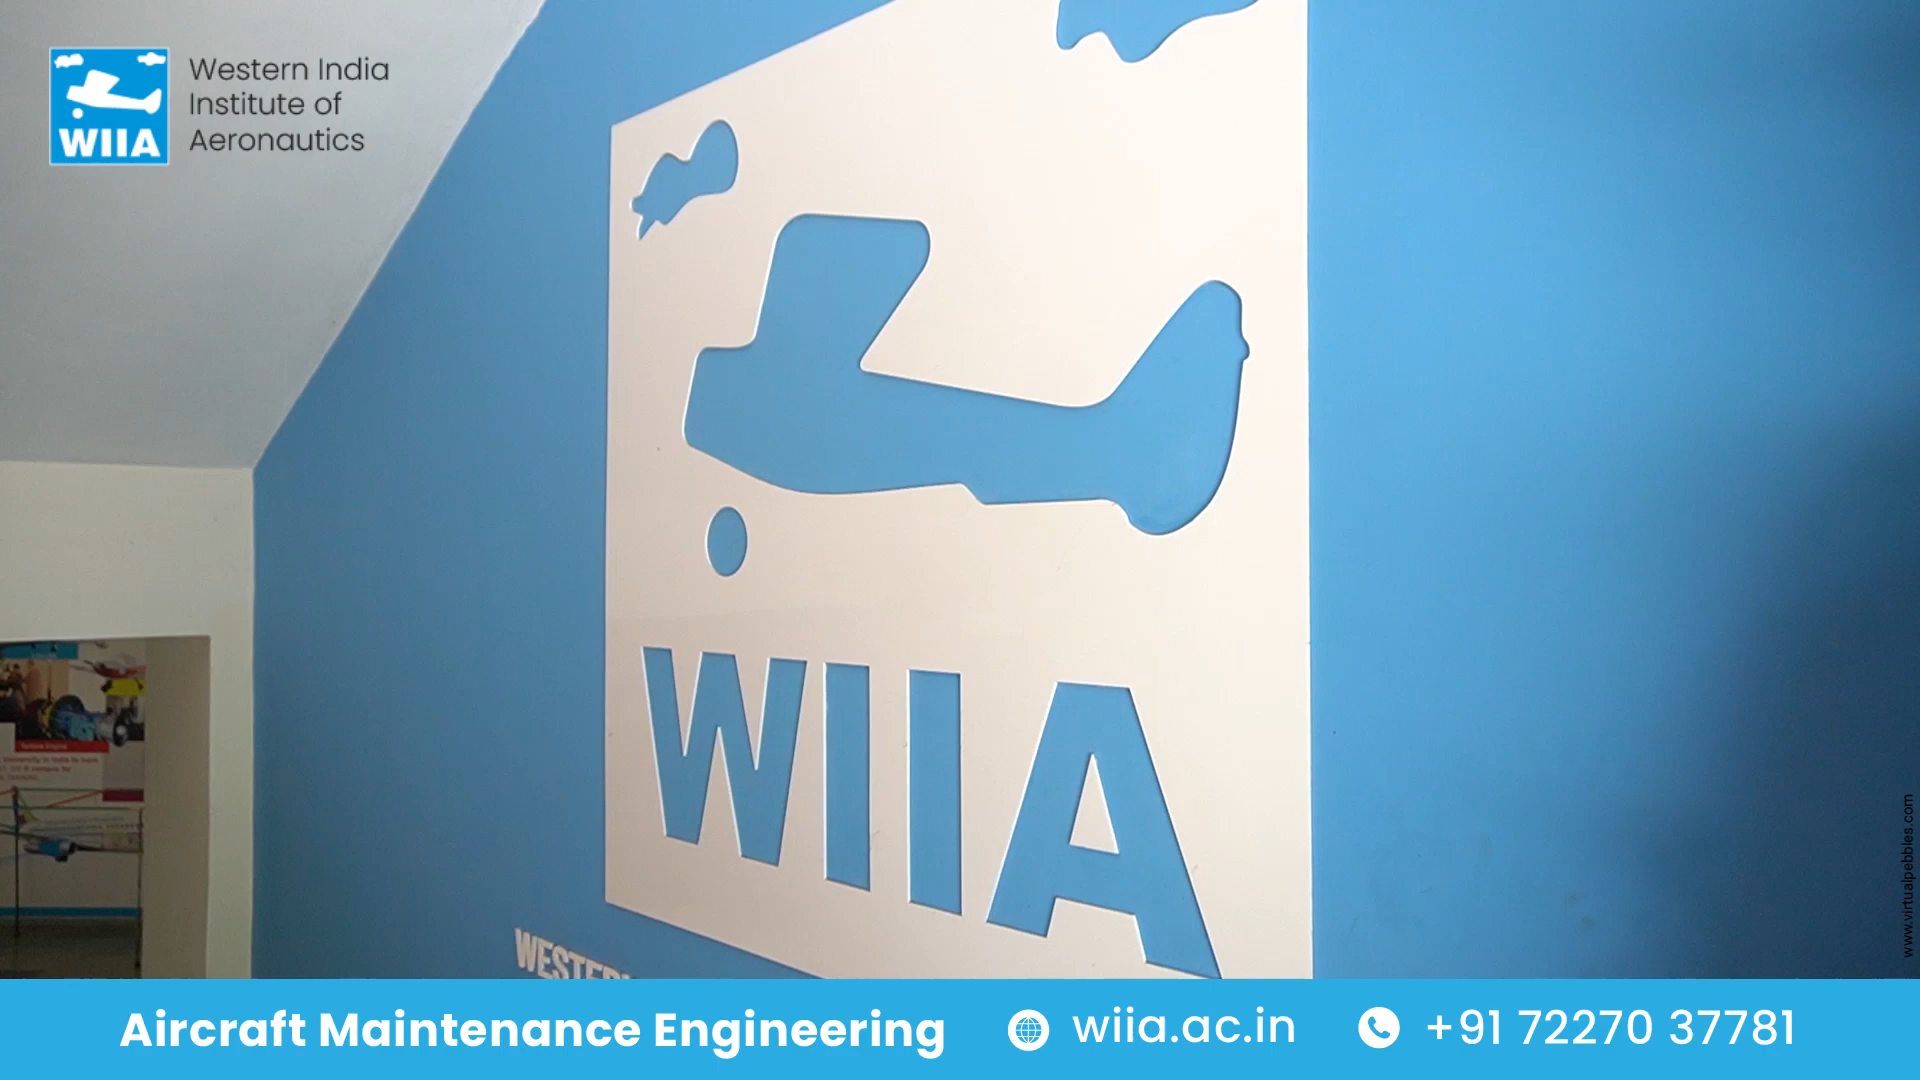 Western India
Institute of
Aeronautics
WIIA
WIIA
WESTERN
Aircraft Maintenance Engineering
wiia.ac.in
+91 72270 37781
www.virtualpebbles.com